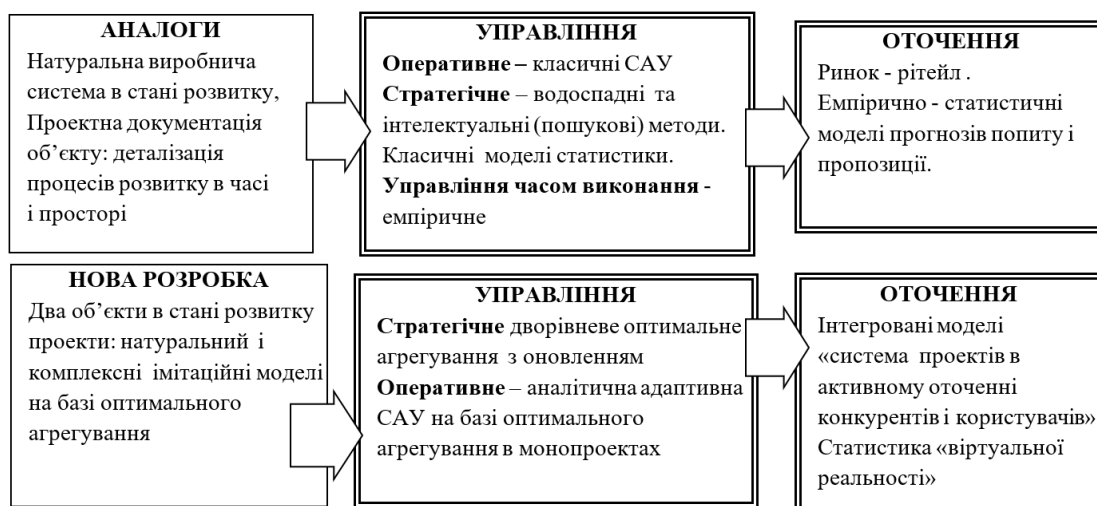 АНАЛОГИ
Натуральна виробнича
система в стані розвитку,
Проектна документація
об’єкту: деталізація
процесів розвитку в часі
і просторі
УПРАВЛІННЯ
Оперативне – класичні САУ
Стратегічне – водоспадні та
інтелектуальні (пошукові) методи.
Класичні моделі статистики.
Управління часом виконання -
емпіричне
ОТОЧЕННЯ
Ринок - рітейл .
Емпірично - статистичні
моделі прогнозів попиту і
пропозиції.
НОВА РОЗРОБКА
Два об’єкти в стані розвитку
проекти: натуральний і
комплексні імітаційні моделі
на базі оптимального
агрегування
УПРАВЛІННЯ
Стратегічне дворівневе оптимальне
агрегування з оновленням
Оперативне – аналітична адаптивна
САУ на базі оптимального
агрегування в монопроектах
ОТОЧЕННЯ
Інтегровані моделі
«система проектів в
активному оточенні
конкурентів і користувачів»
Статистика «віртуальної
реальності»